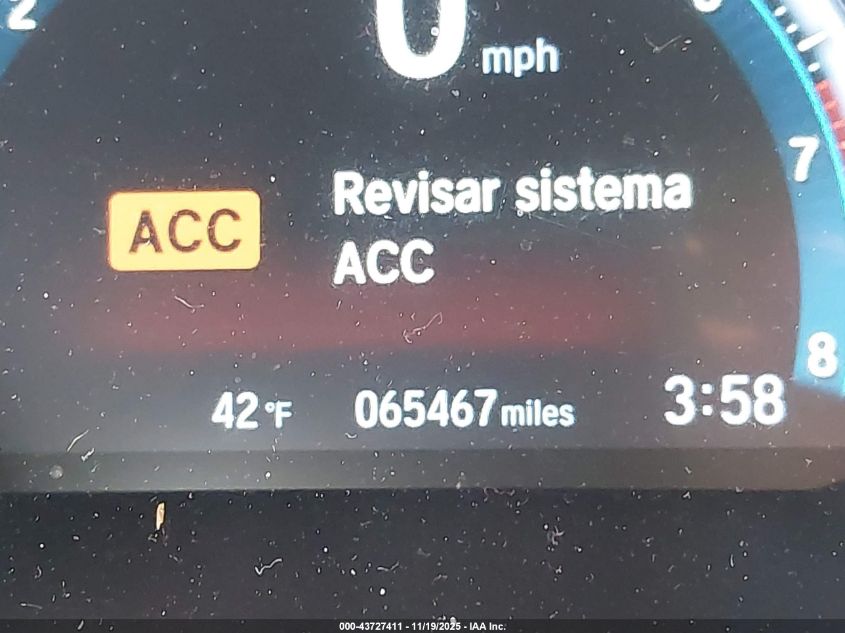 2
0 mph
7
Revisar sistema
ACC
ACC
8
42°F 065467 miles 3:58
000-43727411 - 11/19/2025 - IAA Inc.